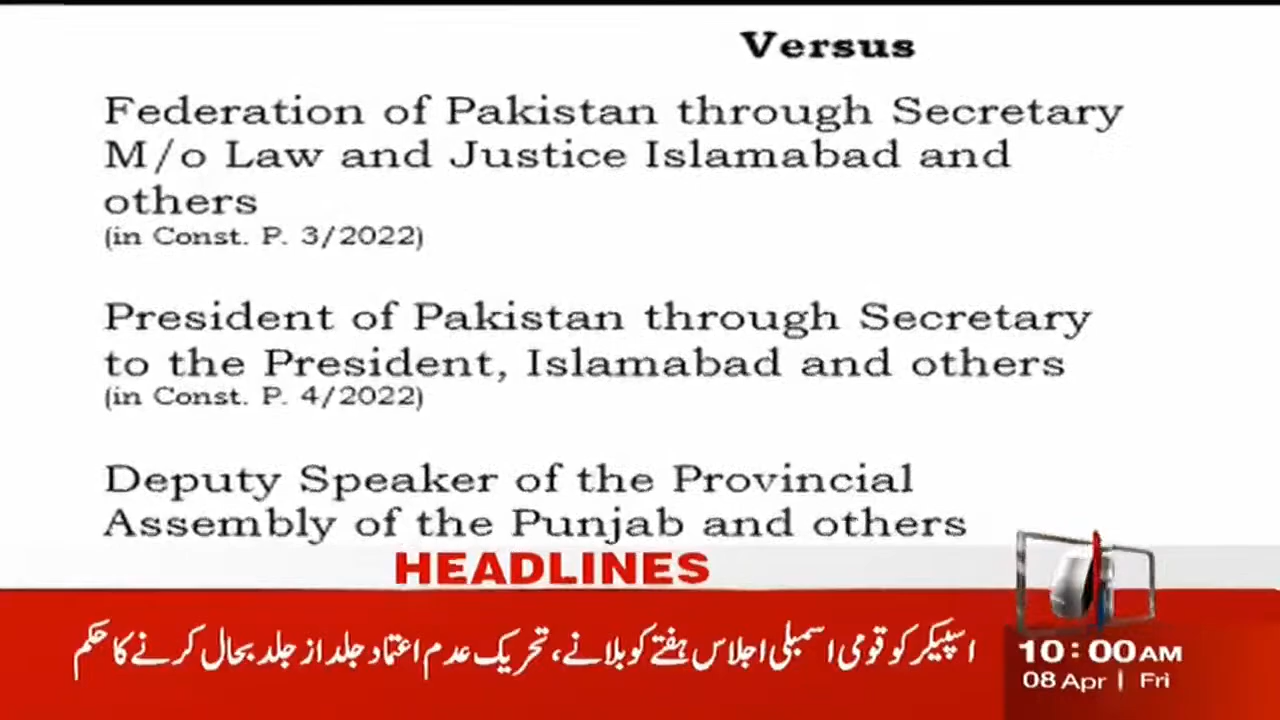 Versus
Federation of Pakistan through Secretary
M/o Law and Justice Islamabad and
others
(in Const. P. 3/2022)
President of Pakistan through Secretary
to the President, Islamabad and others
(in Const. P. 4/2022)
Deputy Speaker of the Provincial
Assembly of the Punjab and others
HEADLINES
اسپیکر کو قومی اسمبلی اجلاس ہفتے کو بلانے، تحریک عدم اعتماد جلد از جلد بحال کرنے کا حکم
10:00AM
08 Apr | Fri